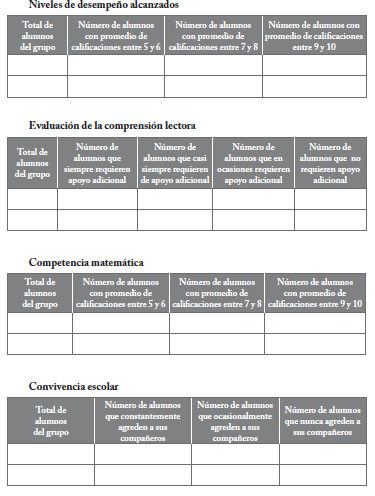 Niveles de desempeño alcanzados
Total de alumnos del grupo
Número de alumnos con promedio de calificaciones entre 5 y 6
Número de alumnos con promedio de calificaciones entre 7 y 8
Número de alumnos con promedio de calificaciones entre 9 y 10
Evaluación de la comprensión lectora
Total de alumnos del grupo
Número de alumnos que siempre requieren apoyo adicional
Número de alumnos que casi siempre requieren de apoyo adicional
Número de alumnos que en ocasiones requieren apoyo adicional
Número de alumnos que no requieren apoyo adicional
Competencia matemática
Total de alumnos del grupo
Número de alumnos con promedio de calificaciones entre 5 y 6
Número de alumnos con promedio de calificaciones entre 7 y 8
Número de alumnos con promedio de calificaciones entre 9 y 10
Convivencia escolar
Total de alumnos del grupo
Número de alumnos que constantemente agreden a sus compañeros
Número de alumnos que ocasionalmente agreden a sus compañeros
Número de alumnos que nunca agreden a sus compañeros